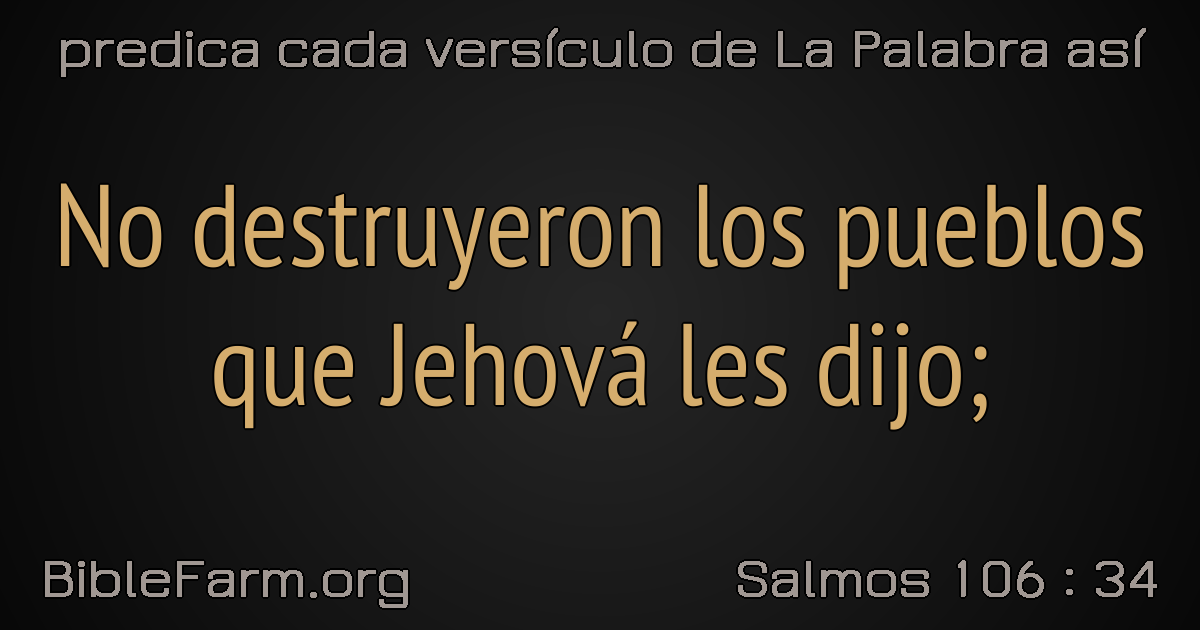 predica cada versículo de La Palabra así
No destruyeron los pueblos
que Jehová les dijo;
BibleFarm.org
Salmos 106 : 34